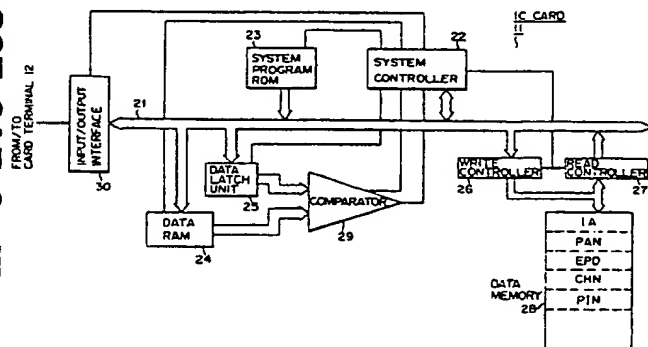 IC CARD
11
23
SYSTEM
PROGRAM
ROM
22
SYSTEM
CONTROLLER
FROM/TO
CARD TERMINAL 12
INPUT/OUTPUT
INTERFACE
30
21
DATA
LATCH
UNIT
25
DATA
RAM
24
COMPARATOR
29
WRITE
CONTROLLER
26
READ
CONTROLLER
27
DATA
MEMORY
28
IA
PAN
EPD
CHN
PIN